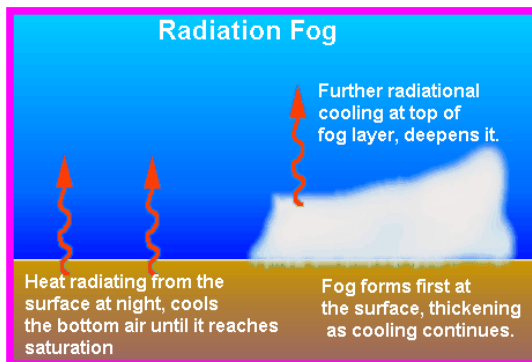 Radiation Fog
Further radiational
cooling at top of
fog layer, deepens it.
Heat radiating from the
surface at night, cools
the bottom air until it reaches
saturation
Fog forms first at
the surface, thickening
as cooling continues.